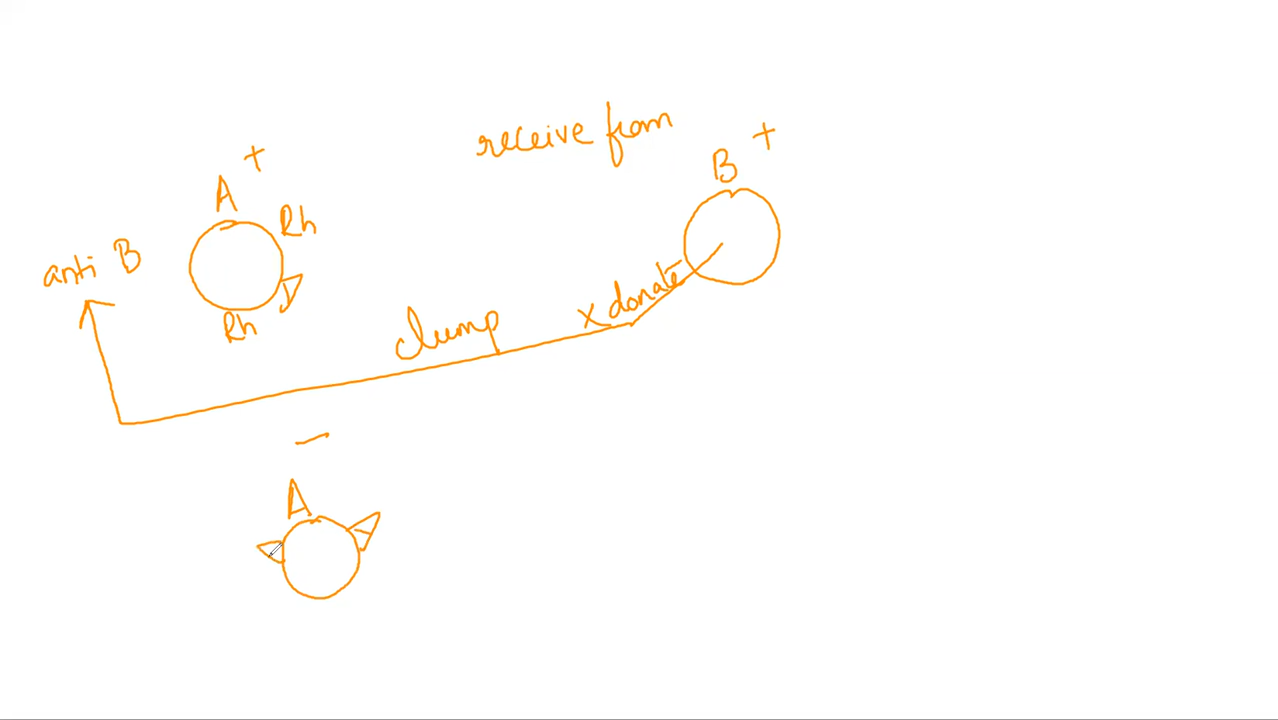 receive from
A +
B +
Rh
anti B
Rh
clump
x donate
-
A
A